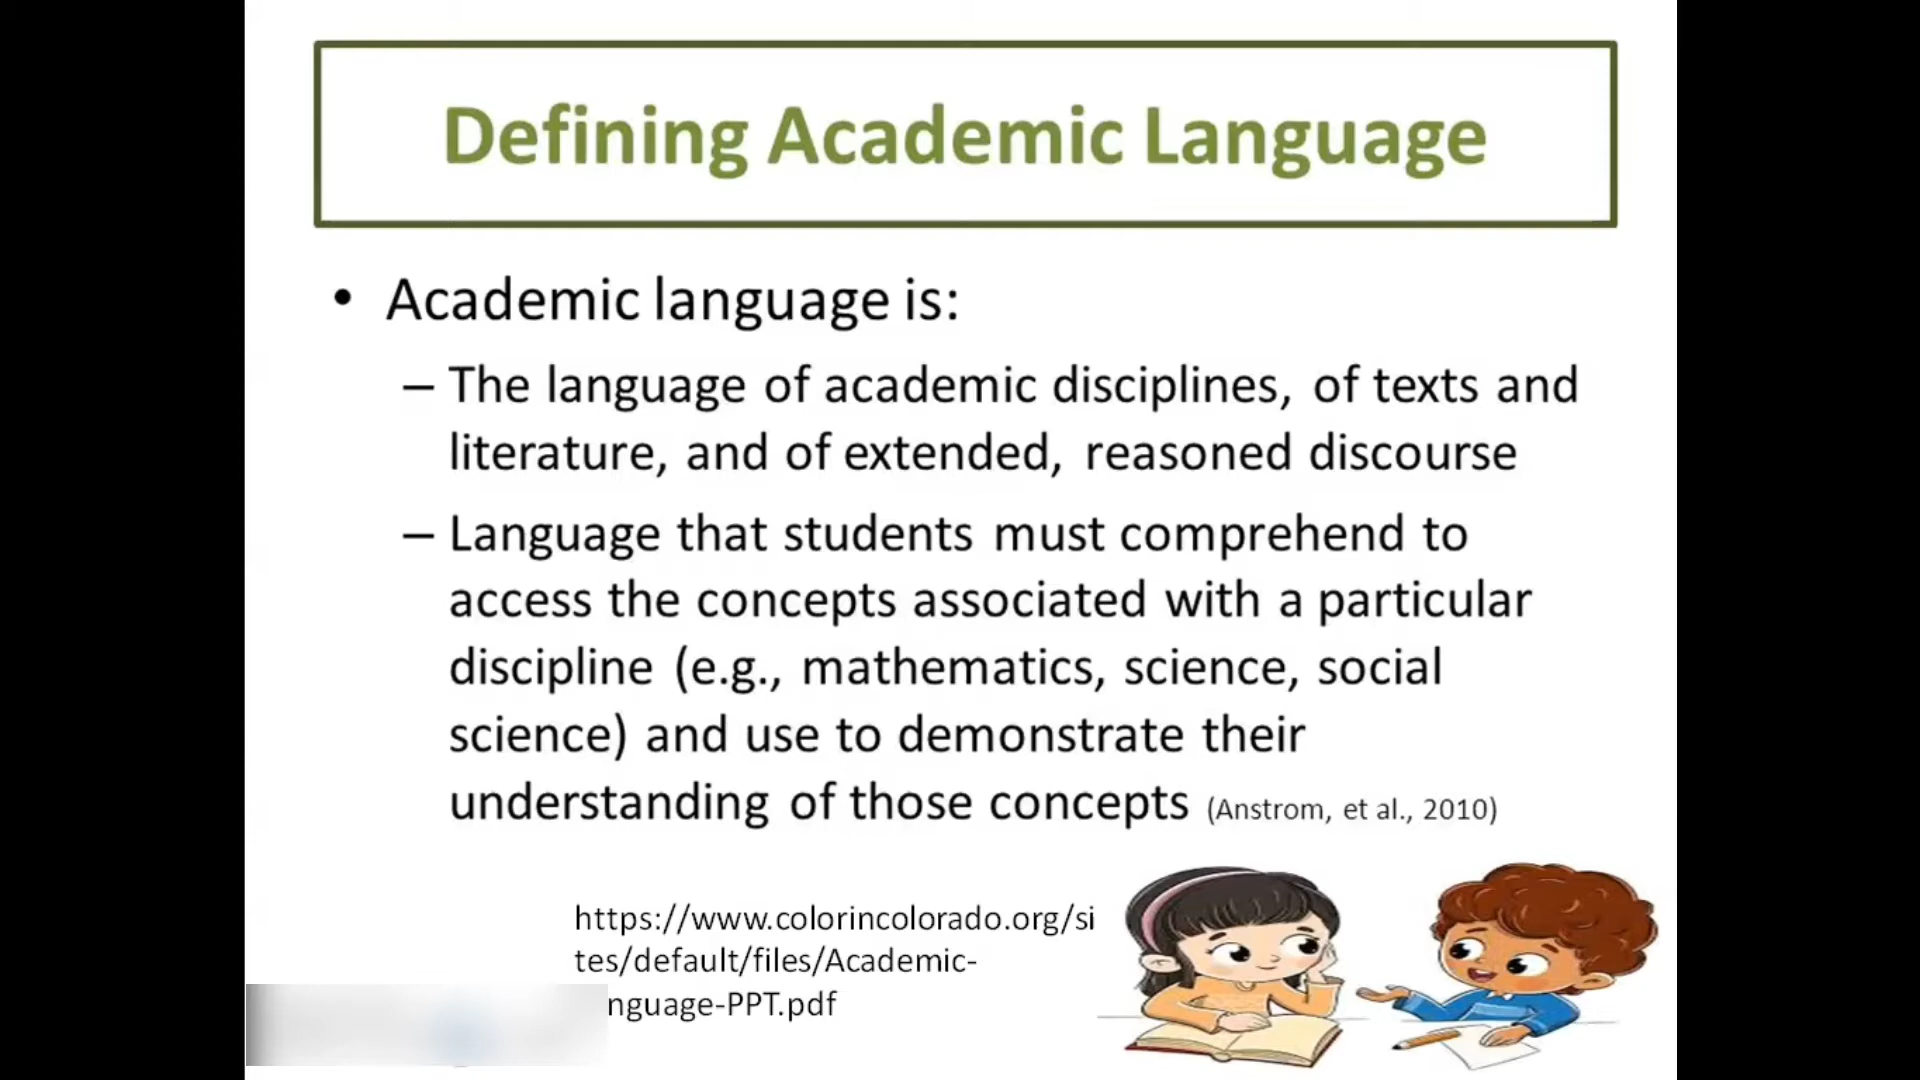 Defining Academic Language
• Academic language is:
– The language of academic disciplines, of texts and
literature, and of extended, reasoned discourse
– Language that students must comprehend to
access the concepts associated with a particular
discipline (e.g., mathematics, science, social
science) and use to demonstrate their
understanding of those concepts (Anstrom, et al., 2010)
https://www.colorincolorado.org/si
tes/default/files/Academic-
nguage-PPT.pdf